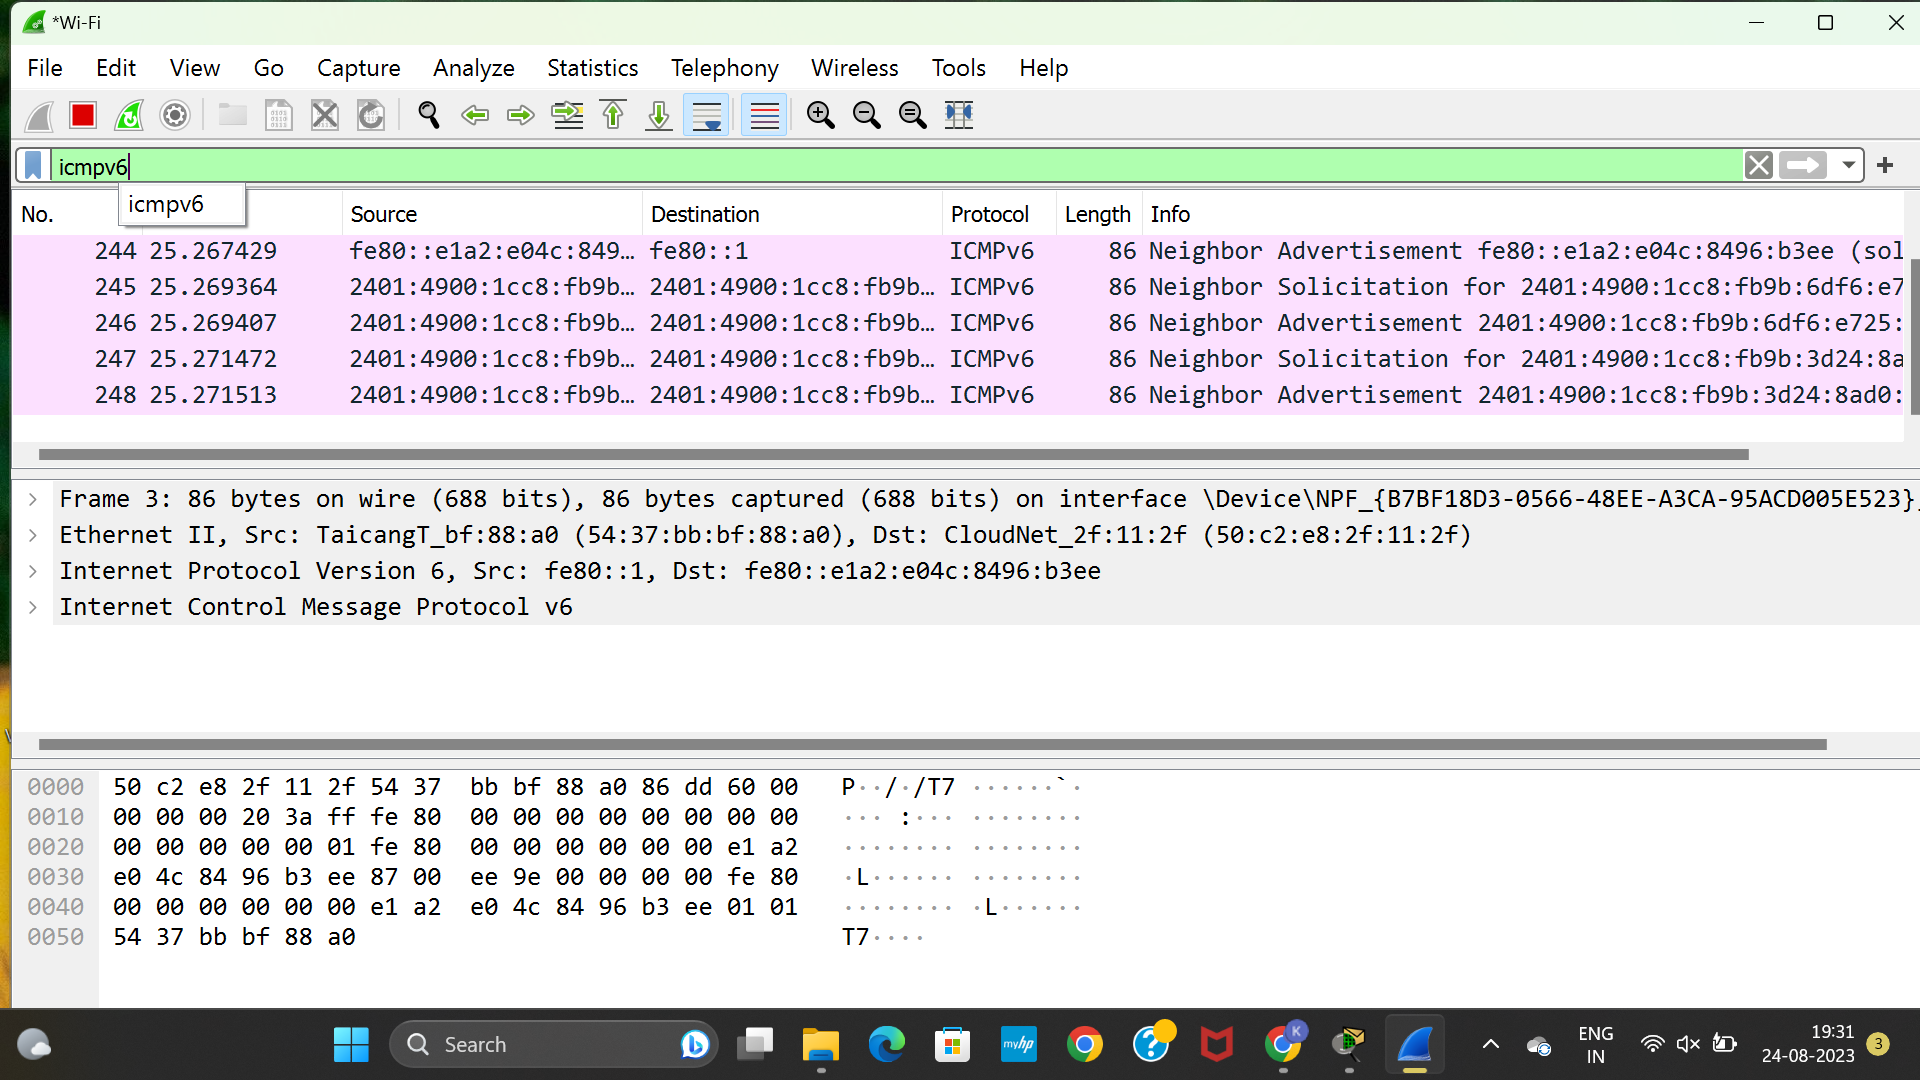 *Wi-Fi
File Edit View Go Capture Analyze Statistics Telephony Wireless Tools Help
icmpv6
icmpv6
No. Source Destination Protocol Length Info
244 25.267429 fe80::e1a2:e04c:849… fe80::1 ICMPv6 86 Neighbor Advertisement fe80::e1a2:e04c:8496:b3ee (sol
245 25.269364 2401:4900:1cc8:fb9b… 2401:4900:1cc8:fb9b… ICMPv6 86 Neighbor Solicitation for 2401:4900:1cc8:fb9b:6df6:e7
246 25.269407 2401:4900:1cc8:fb9b… 2401:4900:1cc8:fb9b… ICMPv6 86 Neighbor Advertisement 2401:4900:1cc8:fb9b:6df6:e725:
247 25.271472 2401:4900:1cc8:fb9b… 2401:4900:1cc8:fb9b… ICMPv6 86 Neighbor Solicitation for 2401:4900:1cc8:fb9b:3d24:8a
248 25.271513 2401:4900:1cc8:fb9b… 2401:4900:1cc8:fb9b… ICMPv6 86 Neighbor Advertisement 2401:4900:1cc8:fb9b:3d24:8ad0:
Frame 3: 86 bytes on wire (688 bits), 86 bytes captured (688 bits) on interface \Device\NPF_{B7BF18D3-0566-48EE-A3CA-95ACD005E523},
Ethernet II, Src: TaicangT_bf:88:a0 (54:37:bb:bf:88:a0), Dst: CloudNet_2f:11:2f (50:c2:e8:2f:11:2f)
Internet Protocol Version 6, Src: fe80::1, Dst: fe80::e1a2:e04c:8496:b3ee
Internet Control Message Protocol v6
0000 50 c2 e8 2f 11 2f 54 37 bb bf 88 a0 86 dd 60 00 P··/·/T7 ······`·
0010 00 00 00 20 3a ff fe 80 00 00 00 00 00 00 00 00 ··· :··· ········
0020 00 00 00 00 00 01 fe 80 00 00 00 00 00 00 e1 a2 ········ ········
0030 e0 4c 84 96 b3 ee 87 00 ee 9e 00 00 00 00 fe 80 ·L······ ········
0040 00 00 00 00 00 00 e1 a2 e0 4c 84 96 b3 ee 01 01 ········ ·L······
0050 54 37 bb bf 88 a0 T7····
Search
myhp
K
ENG
IN
19:31
24-08-2023
3